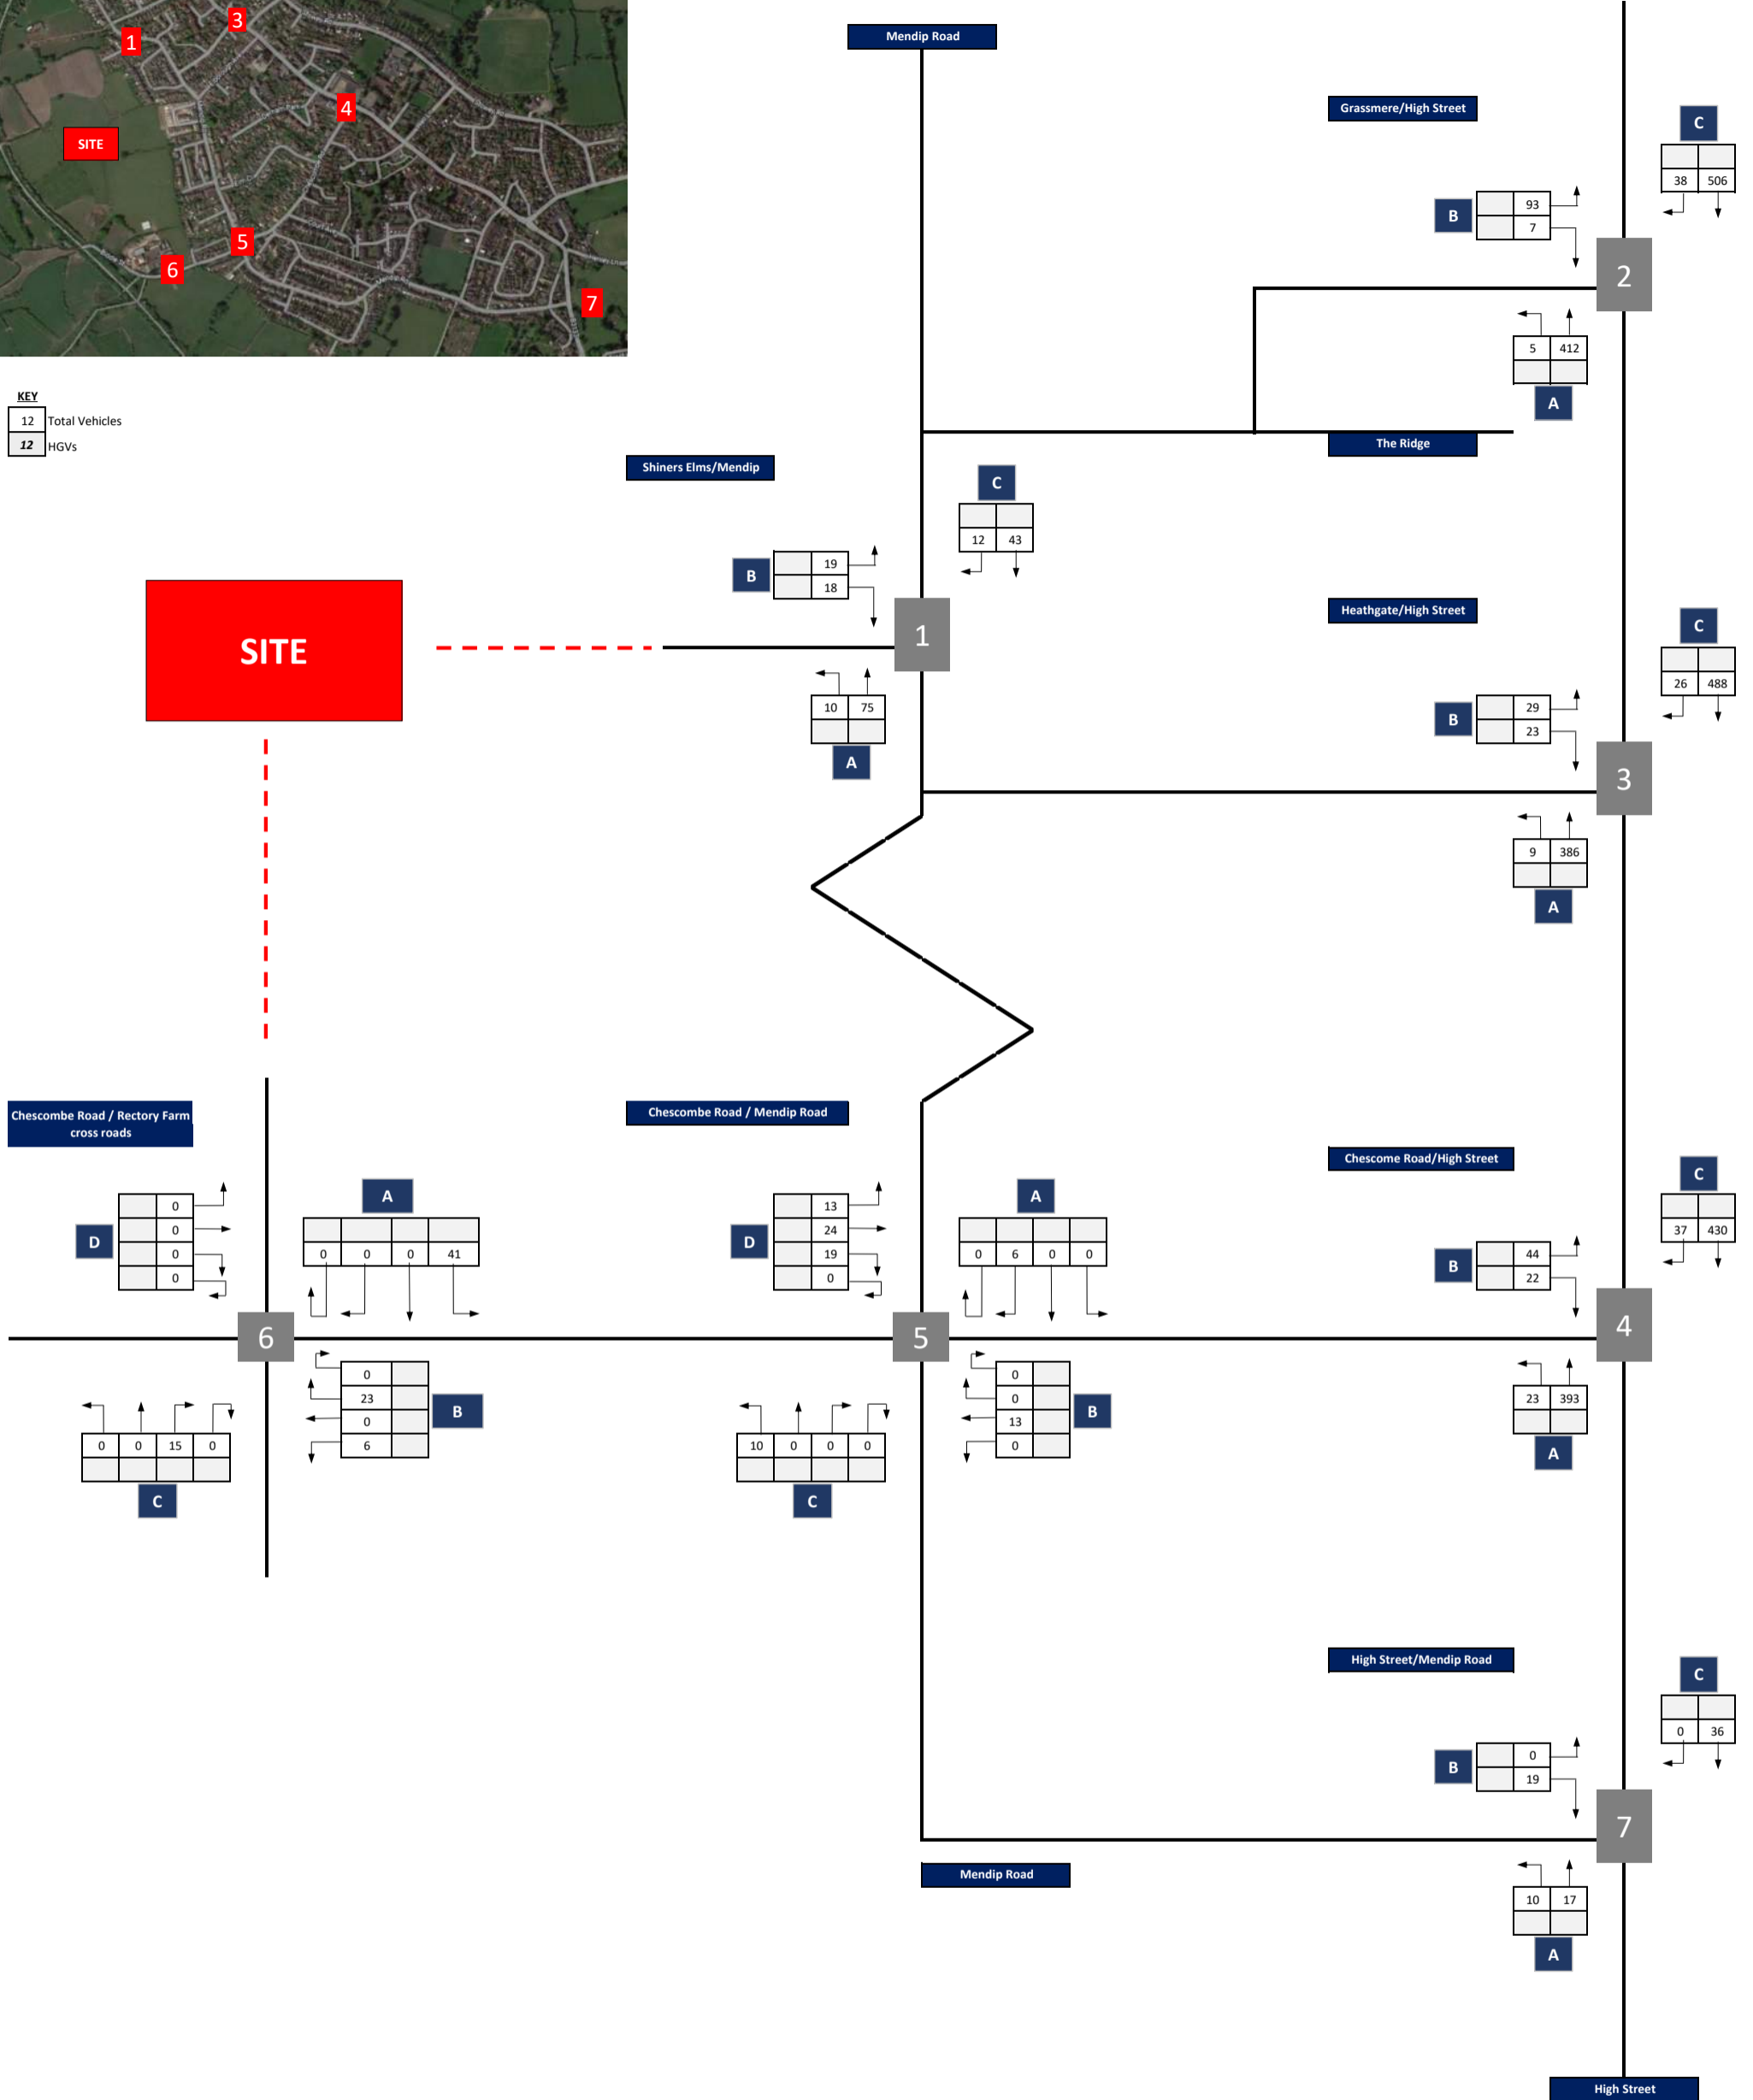 3
1
4
SITE
5
6
7
KEY
12 Total Vehicles
12 HGVs
Mendip Road
Grassmere/High Street
C
38 506
B
93
7
2
5 412
A
The Ridge
Shiners Elms/Mendip
C
12 43
B
19
18
1
10 75
A
SITE
Heathgate/High Street
C
26 488
B
29
23
3
9 386
A
Chescombe Road / Rectory Farm
cross roads
D
0
0
0
0
A
0 0 0 41
6
0
23
0
6
B
0 0 15 0
C
Chescombe Road / Mendip Road
D
13
24
19
0
A
0 6 0 0
5
0
0
13
0
B
10 0 0 0
C
Chescome Road/High Street
C
37 430
B
44
22
4
23 393
A
High Street/Mendip Road
C
0 36
B
0
19
7
10 17
A
Mendip Road
High Street